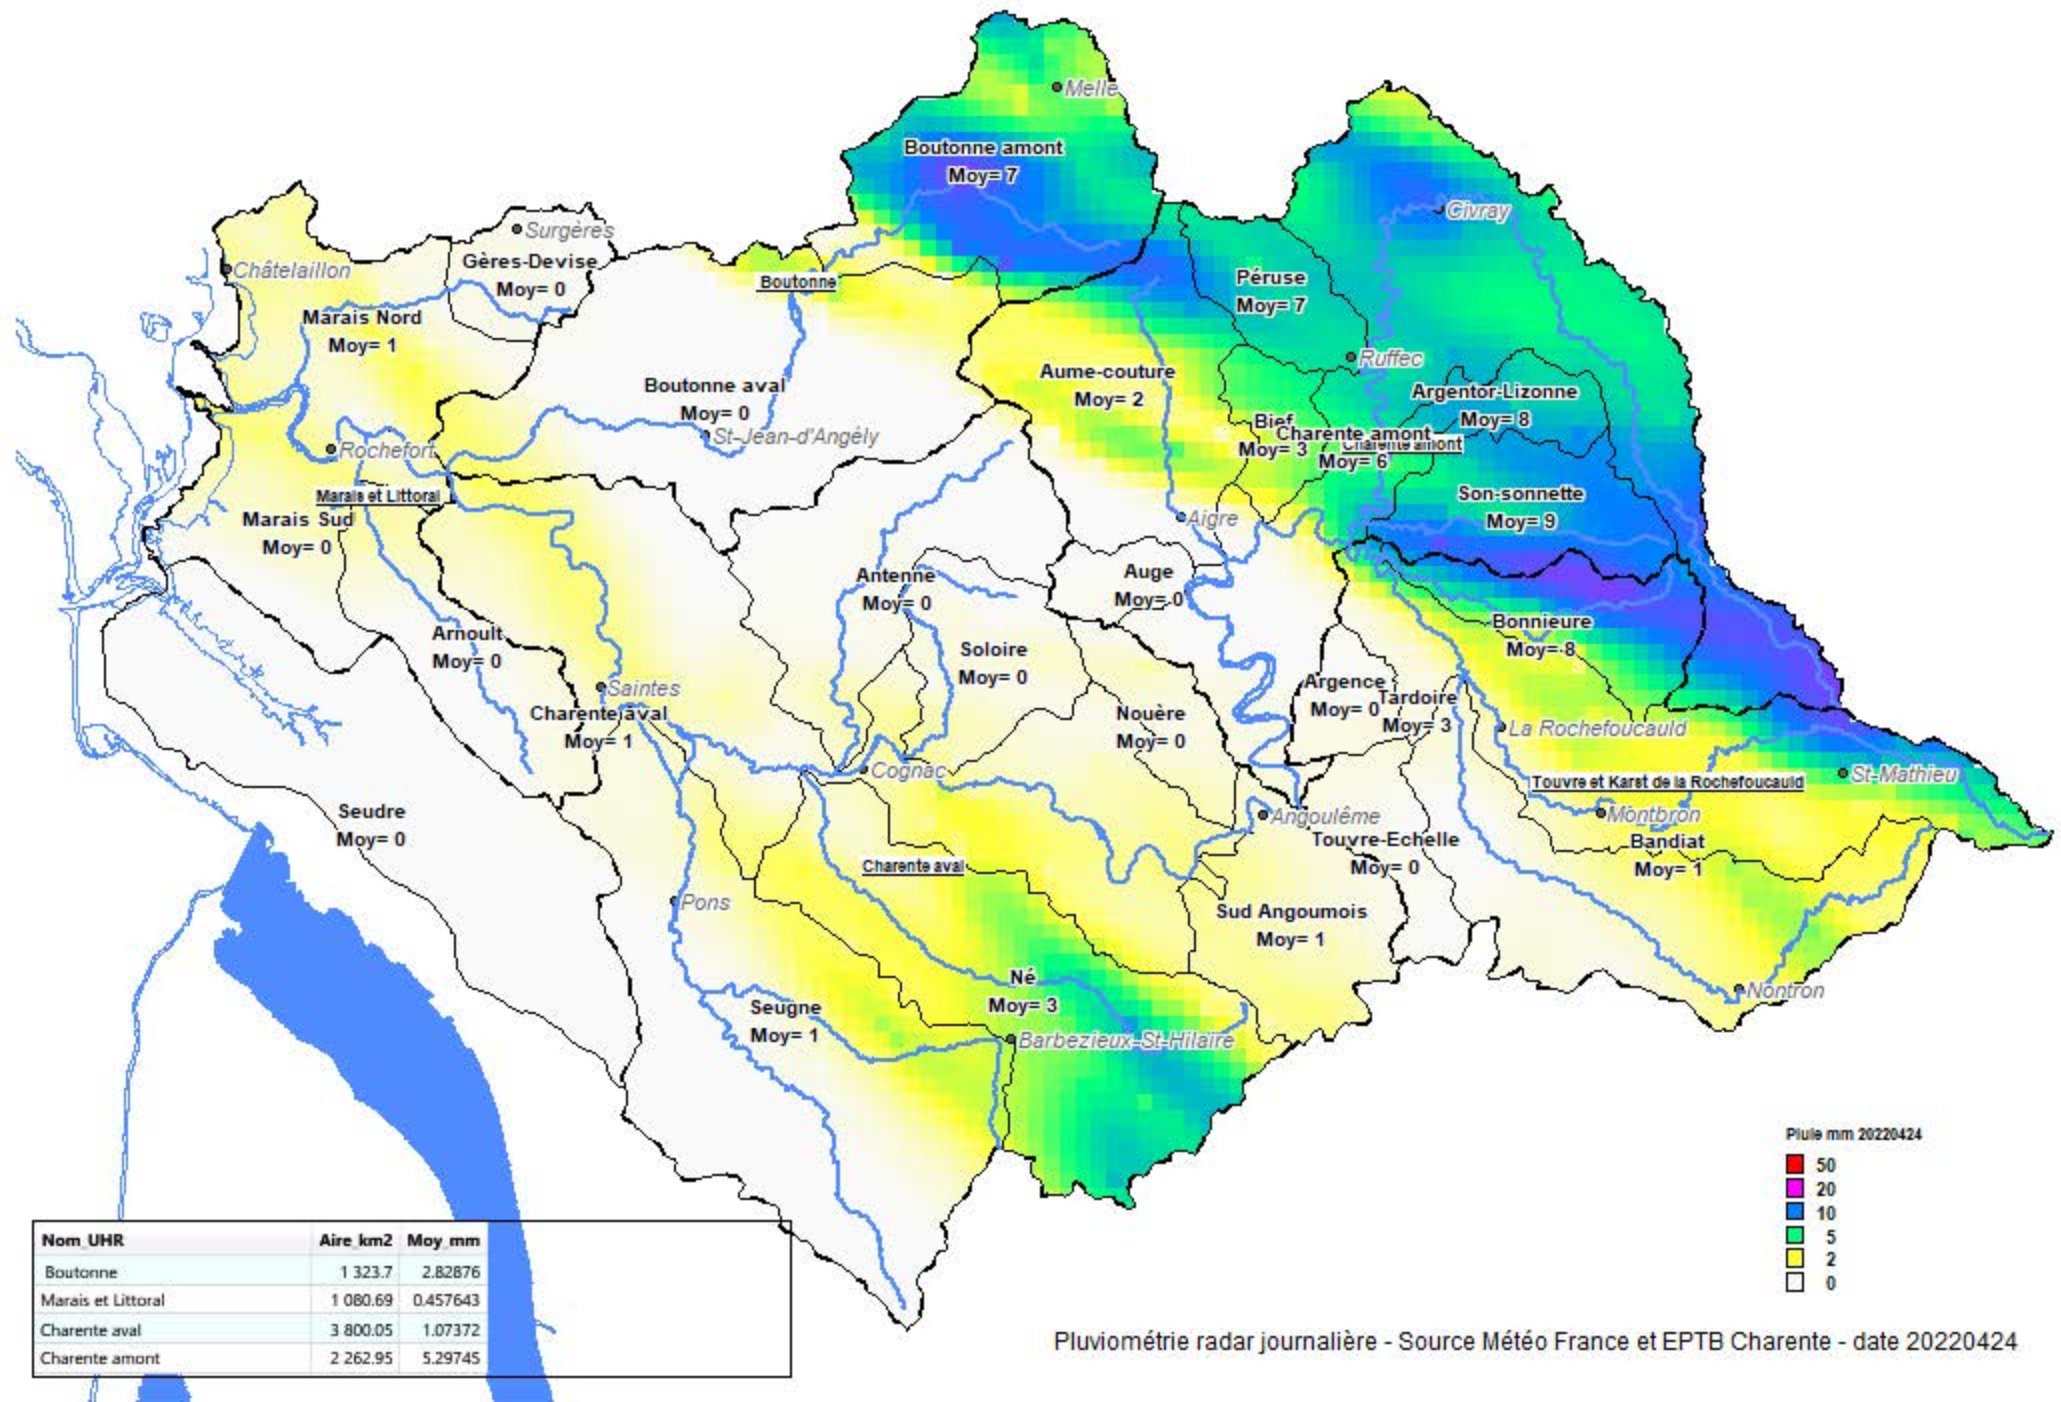 Melle
Boutonne amont
Moy= 7
Civray
Surgères
Châtelaillon
Gères-Devise
Moy= 0
Boutonne
Péruse
Moy= 7
Marais Nord
Moy= 1
Ruffec
Boutonne aval
Moy= 0
Aume-couture
Moy= 2
Argentor-Lizonne
Moy= 8
St-Jean-d'Angély
Bief
Moy= 3
Charente amont
Moy= 6
Charente amont
Rochefort
Marais et Littoral
Son-sonnette
Moy= 9
Marais Sud
Moy= 0
Aigre
Antenne
Moy= 0
Auge
Moy= 0
Arnoult
Moy= 0
Soloire
Moy= 0
Bonnieure
Moy= 8
Saintes
Argence
Moy= 0
Tardoire
Moy= 3
Charente aval
Moy= 1
Nouère
Moy= 0
La Rochefoucauld
Cognac
St-Mathieu
Touvre et Karst de la Rochefoucauld
Seudre
Moy= 0
Angoulême
Montbron
Touvre-Echelle
Moy= 0
Bandiat
Moy= 1
Charente aval
Pons
Sud Angoumois
Moy= 1
Né
Moy= 3
Nontron
Seugne
Moy= 1
Barbezieux-St-Hilaire
Pluie mm 20220424
50
20
10
5
2
0
Nom_UHR Aire_km2 Moy_mm
Boutonne 1 323.7 2.82876
Marais et Littoral 1 080.69 0.457643
Charente aval 3 800.05 1.07372
Charente amont 2 262.95 5.29745
Pluviométrie radar journalière - Source Météo France et EPTB Charente - date 20220424